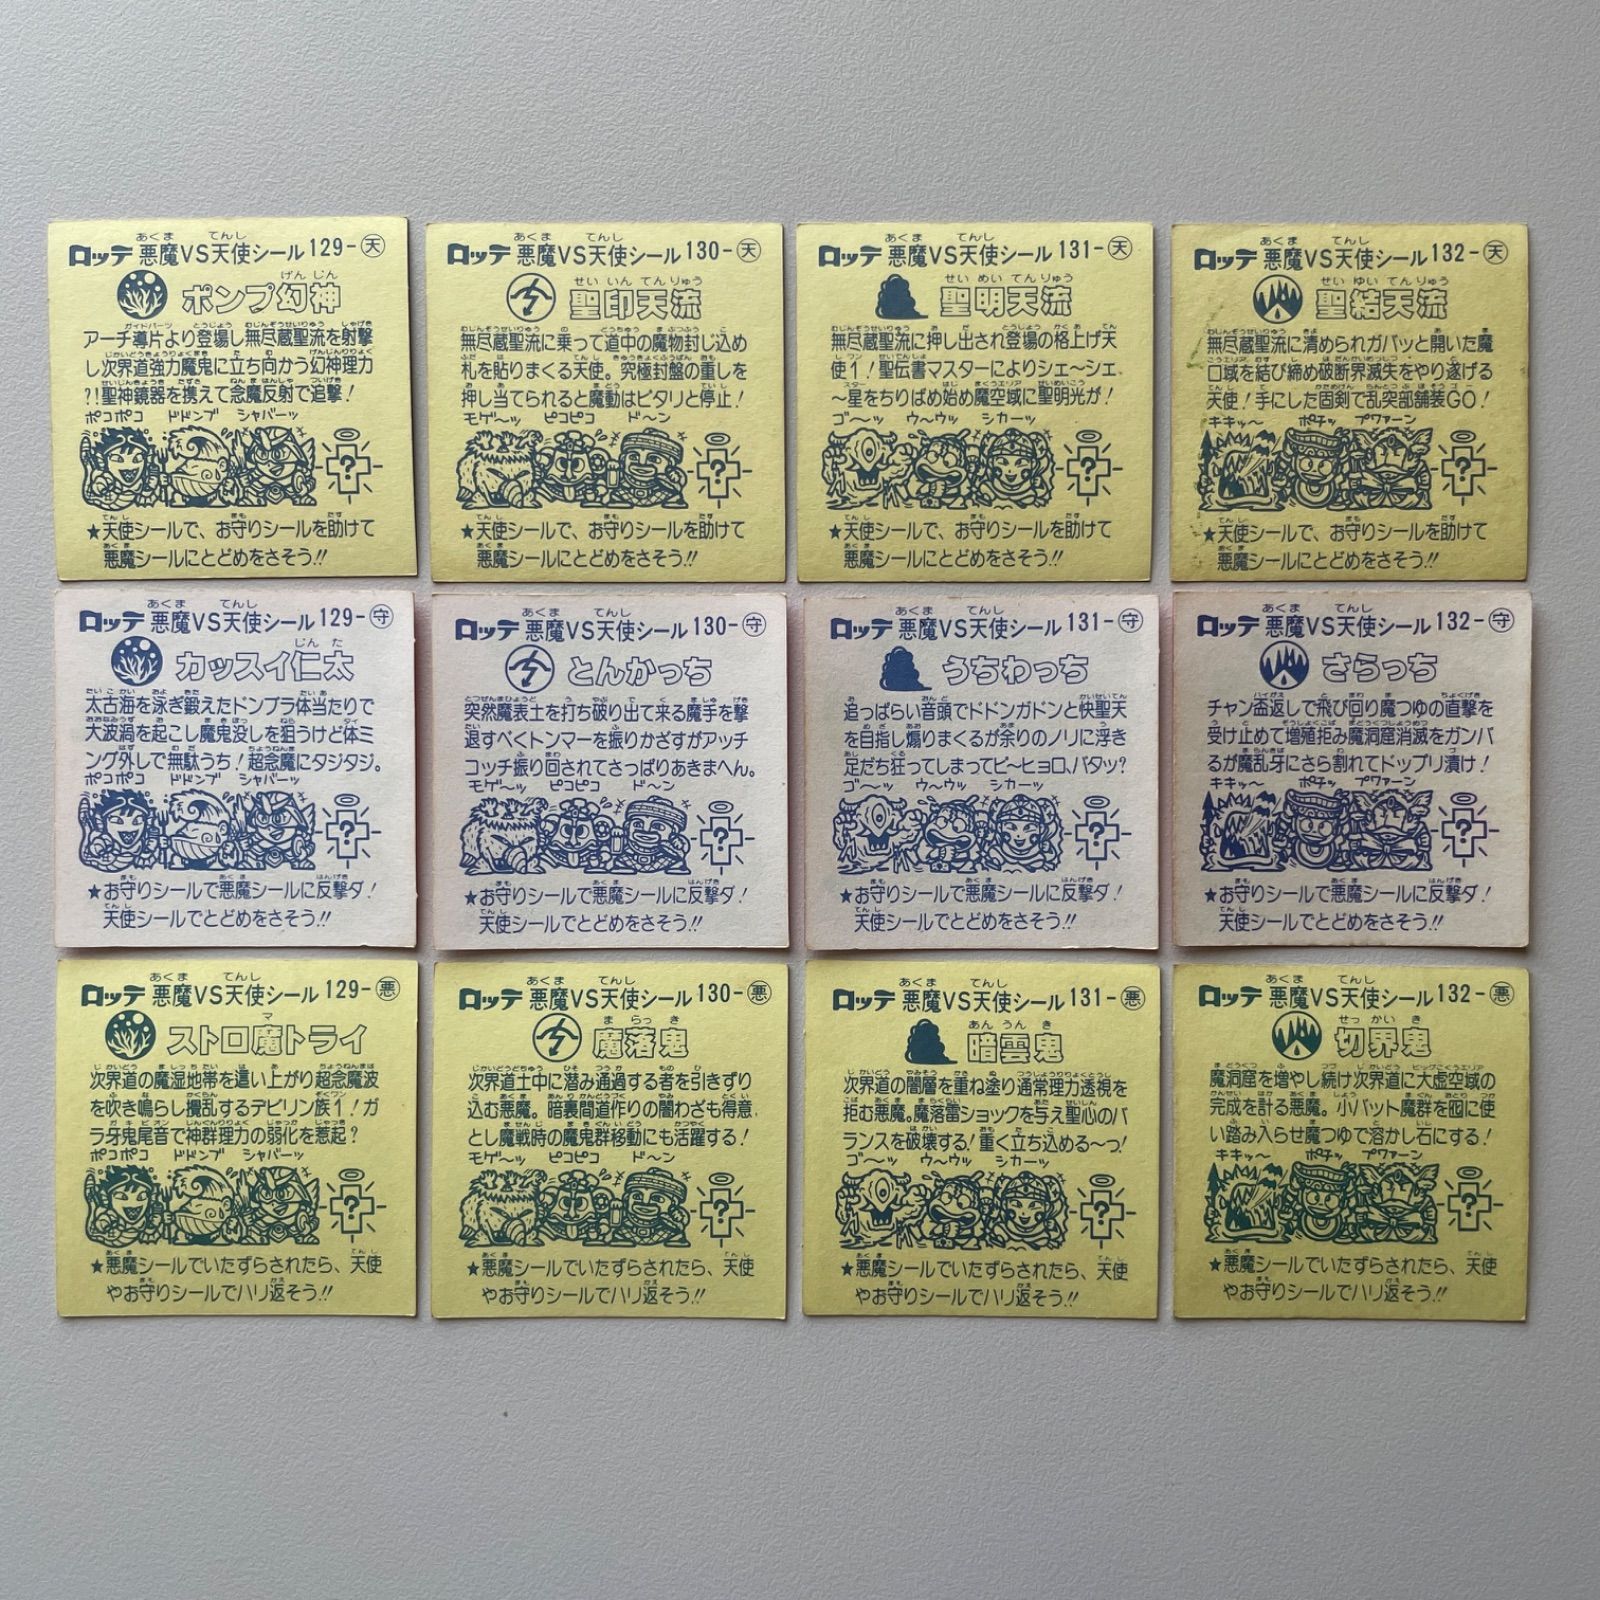 ロッテ 悪魔VS天使シール 129-天
ポンプ幻神
アーチ導片より登場し無尽蔵聖流を射撃
し次界道強力魔鬼に立ち向かう幻神理力
?!聖神鏡器を携えて念魔反射で追撃!
ポコポコ ドドンブ シャバーッ
?
★天使シールで、お守りシールを助けて
悪魔シールにとどめをさそう!!
ロッテ 悪魔VS天使シール 130-天
聖印天流
無尽蔵聖流に乗って道中の魔物封じ込め
札を貼りまくる天使。究極封盤の重しを
押し当てられると魔動はピタリと停止!
モゲ〜ッ ピコピコ ド〜ン
?
★天使シールで、お守りシールを助けて
悪魔シールにとどめをさそう!!
ロッテ 悪魔VS天使シール 131-天
聖明天流
無尽蔵聖流に押し出され登場の格上げ天
使1!聖伝書マスターによりシェ〜シェ
〜星をちりばめ始め魔空域に聖明光が!
ゴ〜ッ ウ〜ウッ シカーッ
?
★天使シールで、お守りシールを助けて
悪魔シールにとどめをさそう!!
ロッテ 悪魔VS天使シール 132-天
聖結天流
無尽蔵聖流に清められガバッと開いた魔
口域を結び締め破断界滅失をやり遂げる
天使!手にした固剣で乱突部舗装GO!
キキッ〜 ポチッ プワァーン
?
★天使シールで、お守りシールを助けて
悪魔シールにとどめをさそう!!
ロッテ 悪魔VS天使シール 129-守
カッスイ仁太
太古海を泳ぎ鍛えたドンブラ体当たりで
大波渦を起こし魔鬼没しを狙うけど体ミ
ング外しで無駄うち!超念魔にタジタジ。
ポコポコ ドドンブ シャバーッ
?
★お守りシールで悪魔シールに反撃ダ!
天使シールでとどめをさそう!!
ロッテ 悪魔VS天使シール 130-守
とんかっち
突然魔表土を打ち破り出て来る魔手を撃
退すべくトンマーを振りかざすがアッチ
コッチ振り回されてさっぱりあきまへん。
モゲ〜ッ ピコピコ ド〜ン
?
★お守りシールで悪魔シールに反撃ダ!
天使シールでとどめをさそう!!
ロッテ 悪魔VS天使シール 131-守
うちわっち
追っぱらい音頭でドドンガドンと快聖天
を目指し煽りまくるが余りのノリに浮き
足だち狂ってしまってピーヒョロ、バタッ?
ゴ〜ッ ウ〜ウッ シカーッ
?
★お守りシールで悪魔シールに反撃ダ!
天使シールでとどめをさそう!!
ロッテ 悪魔VS天使シール 132-守
さらっち
チャン盃返しで飛び回り魔つゆの直撃を
受け止めて増殖拒み魔洞窟消滅をガンバ
るが魔乱牙にさら割れてドップリ漬け!
キキッ〜 ポチッ プワァーン
?
★お守りシールで悪魔シールに反撃ダ!
天使シールでとどめをさそう!!
ロッテ 悪魔VS天使シール 129-悪
ストロ魔トライ
次界道の魔湿地帯を這い上がり超念魔波
を吹き鳴らし攪乱するデビリン族1!ガ
ラ牙鬼尾音で神群理力の弱化を惹起?
ポコポコ ドドンブ シャバーッ
?
★悪魔シールでいたずらされたら、天使
やお守りシールでハリ返そう!!
ロッテ 悪魔VS天使シール 130-悪
魔落鬼
次界道土中に潜み通過する者を引きずり
込む悪魔。暗裏間道作りの闇わざも得意
とし魔戦時の魔鬼群移動にも活躍する!
モゲ〜ッ ピコピコ ド〜ン
?
★悪魔シールでいたずらされたら、天使
やお守りシールでハリ返そう!!
ロッテ 悪魔VS天使シール 131-悪
暗雲鬼
次界道の闇層を重ね塗り通常理力透視を
拒む悪魔。魔落雷ショックを与え聖心のバ
ランスを破壊する!重く立ち込める〜っ!
ゴ〜ッ ウ〜ウッ シカーッ
?
★悪魔シールでいたずらされたら、天使
やお守りシールでハリ返そう!!
ロッテ 悪魔VS天使シール 132-悪
切界鬼
魔洞窟を増やし続け次界道に大虚空域の
完成を計る悪魔。小バット魔群を囮に使
い踏み入らせ魔つゆで溶かし石にする!
キキッ〜 ポチッ プワァーン
?
★悪魔シールでいたずらされたら、天使
やお守りシールでハリ返そう!!